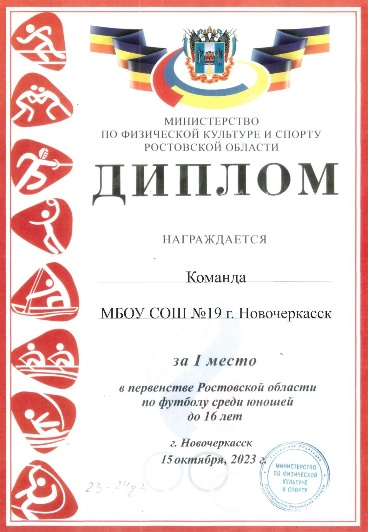 МИНИСТЕРСТВО
ПО ФИЗИЧЕСКОЙ КУЛЬТУРЕ И СПОРТУ
РОСТОВСКОЙ ОБЛАСТИ
ДИПЛОМ
НАГРАЖДАЕТСЯ
Команда
МБОУ СОШ №19 г. Новочеркасск
за I место
в первенстве Ростовской области
по футболу среди юношей
до 16 лет
г. Новочеркасск
15 октября, 2023 г.
МИНИСТЕРСТВО
ПО ФИЗИЧЕСКОЙ
КУЛЬТУРЕ
И СПОРТУ